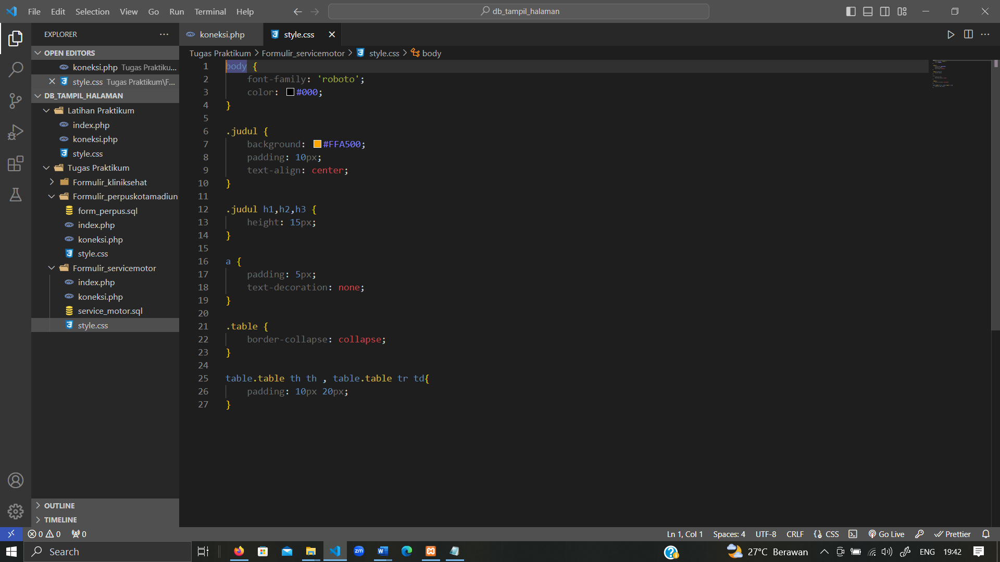 File Edit Selection View Go Run Terminal Help
db_tampil_halaman
EXPLORER
koneksi.php
style.css
OPEN EDITORS
koneksi.php Tugas Praktiku...
style.css Tugas Praktikum\F...
DB_TAMPIL_HALAMAN
Latihan Praktikum
index.php
koneksi.php
style.css
Tugas Praktikum
Formulir_kliniksehat
Formulir_perpuskotamadiun
form_perpus.sql
index.php
koneksi.php
style.css
Formulir_servicemotor
index.php
koneksi.php
service_motor.sql
style.css
OUTLINE
TIMELINE
Tugas Praktikum > Formulir_servicemotor > style.css > body
1 body {
2 font-family: 'roboto';
3 color: #000;
4 }
5
6 .judul {
7 background: #FFA500;
8 padding: 10px;
9 text-align: center;
10 }
11
12 .judul h1,h2,h3 {
13 height: 15px;
14 }
15
16 a {
17 padding: 5px;
18 text-decoration: none;
19 }
20
21 .table {
22 border-collapse: collapse;
23 }
24
25 table.table th th , table.table tr td{
26 padding: 10px 20px;
27 }
0 0 0
Ln 1, Col 1 Spaces: 4 UTF-8 CRLF CSS Go Live Prettier
Search
zm
27°C Berawan
ENG 19:42